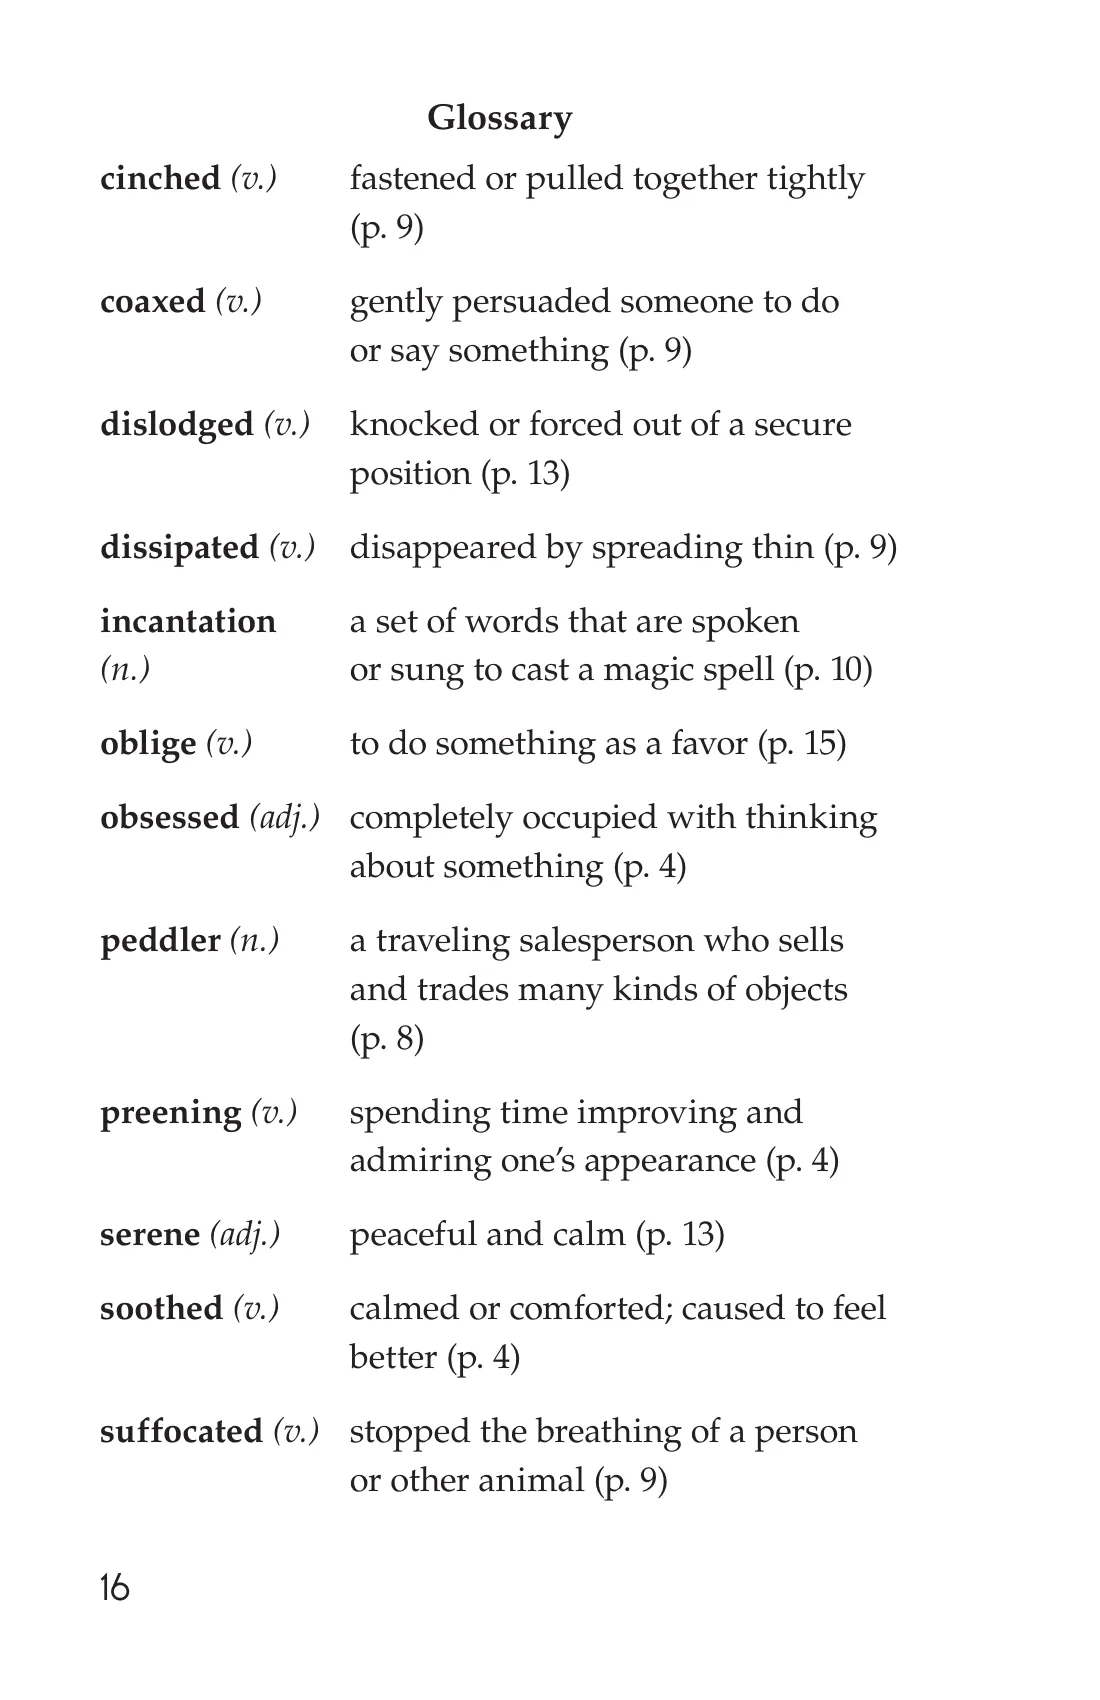 Glossary
cinched (v.) fastened or pulled together tightly
(p. 9)
coaxed (v.) gently persuaded someone to do
or say something (p. 9)
dislodged (v.) knocked or forced out of a secure
position (p. 13)
dissipated (v.) disappeared by spreading thin (p. 9)
incantation a set of words that are spoken
(n.) or sung to cast a magic spell (p. 10)
oblige (v.) to do something as a favor (p. 15)
obsessed (adj.) completely occupied with thinking
about something (p. 4)
peddler (n.) a traveling salesperson who sells
and trades many kinds of objects
(p. 8)
preening (v.) spending time improving and
admiring one’s appearance (p. 4)
serene (adj.) peaceful and calm (p. 13)
soothed (v.) calmed or comforted; caused to feel
better (p. 4)
suffocated (v.) stopped the breathing of a person
or other animal (p. 9)
16